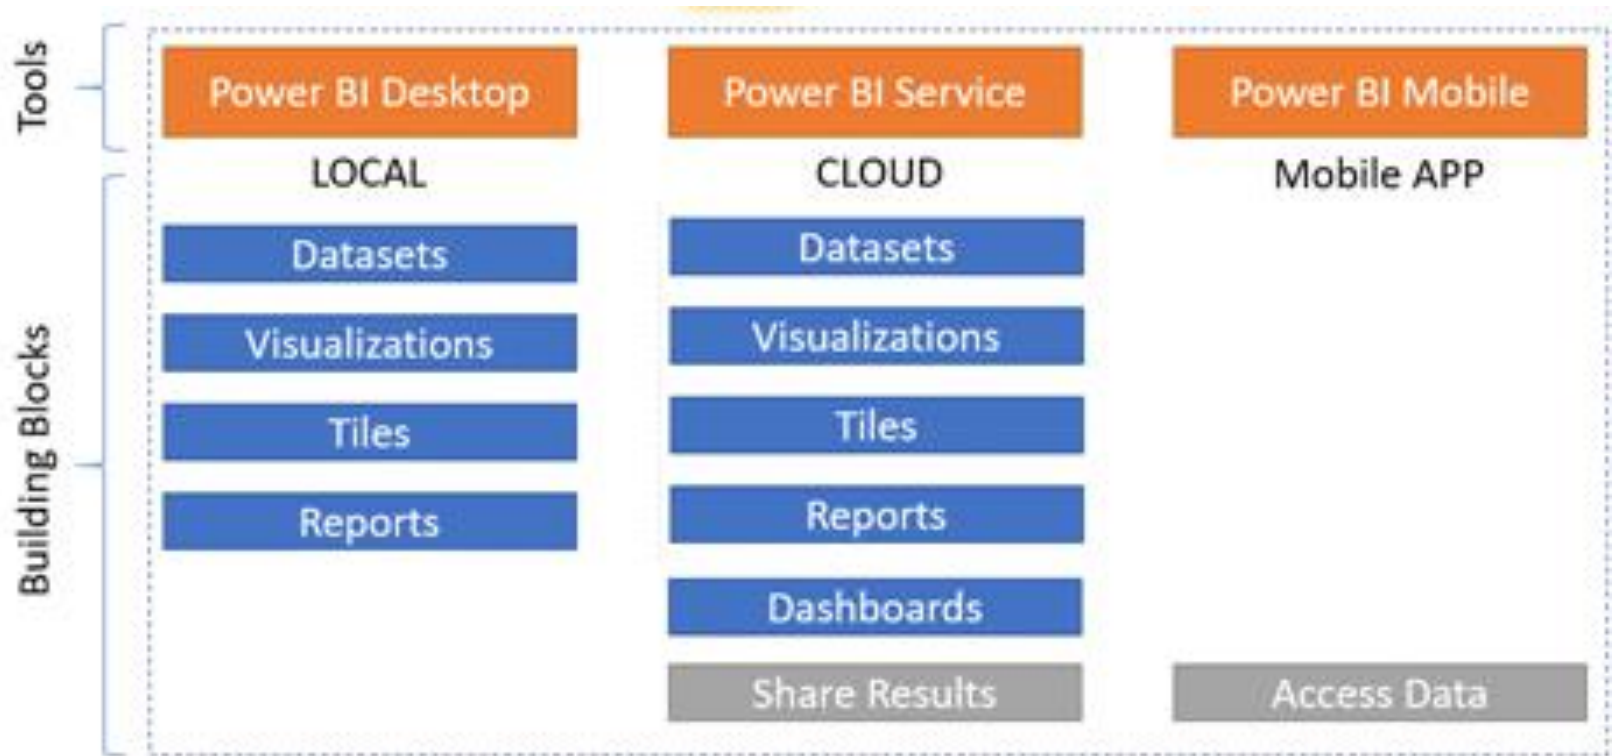 Tools
Power BI Desktop
Power BI Service
Power BI Mobile
LOCAL
CLOUD
Mobile APP
Building Blocks
Datasets
Visualizations
Tiles
Reports
Datasets
Visualizations
Tiles
Reports
Dashboards
Share Results
Access Data